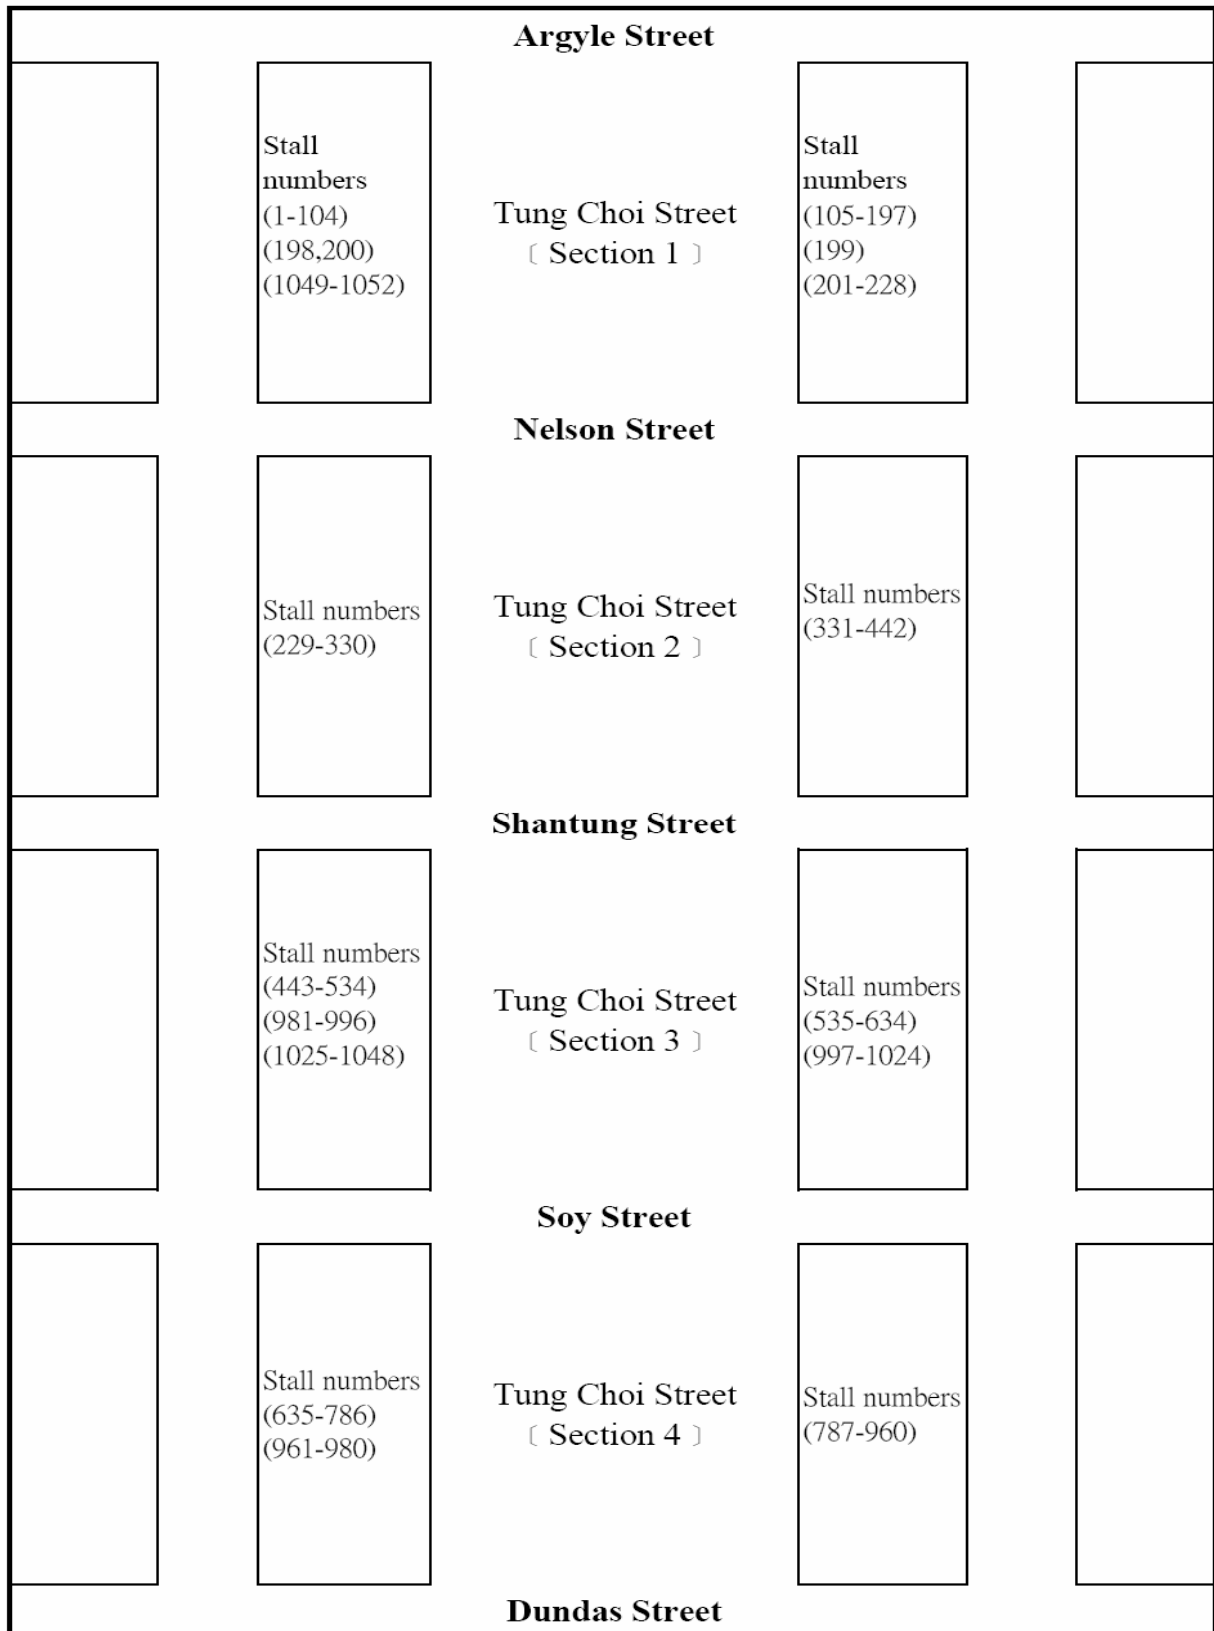 Argyle Street
Stall
numbers
(1-104)
(198,200)
(1049-1052)
Tung Choi Street
﹝ Section 1 ﹞
Stall
numbers
(105-197)
(199)
(201-228)
Nelson Street
Stall numbers
(229-330)
Tung Choi Street
﹝ Section 2 ﹞
Stall numbers
(331-442)
Shantung Street
Stall numbers
(443-534)
(981-996)
(1025-1048)
Tung Choi Street
﹝ Section 3 ﹞
Stall numbers
(535-634)
(997-1024)
Soy Street
Stall numbers
(635-786)
(961-980)
Tung Choi Street
﹝ Section 4 ﹞
Stall numbers
(787-960)
Dundas Street